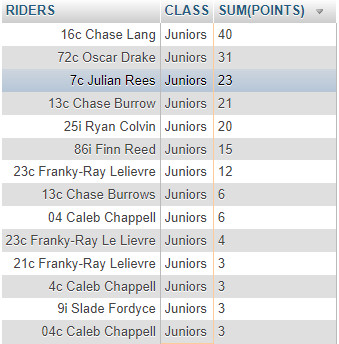 RIDERS CLASS SUM(POINTS)
16c Chase Lang Juniors 40
72c Oscar Drake Juniors 31
7c Julian Rees Juniors 23
13c Chase Burrow Juniors 21
25i Ryan Colvin Juniors 20
86i Finn Reed Juniors 15
23c Franky-Ray Lelievre Juniors 12
13c Chase Burrows Juniors 6
04 Caleb Chappell Juniors 6
23c Franky-Ray Le Lievre Juniors 4
21c Franky-Ray Lelievre Juniors 3
4c Caleb Chappell Juniors 3
9i Slade Fordyce Juniors 3
04c Caleb Chappell Juniors 3